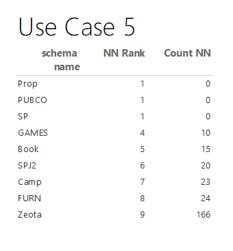 Use Case 5
schema name NN Rank Count NN
Prop 1 0
PUBCO 1 0
SP 1 0
GAMES 4 10
Book 5 15
SPJ2 6 20
Camp 7 23
FURN 8 24
Zeota 9 166